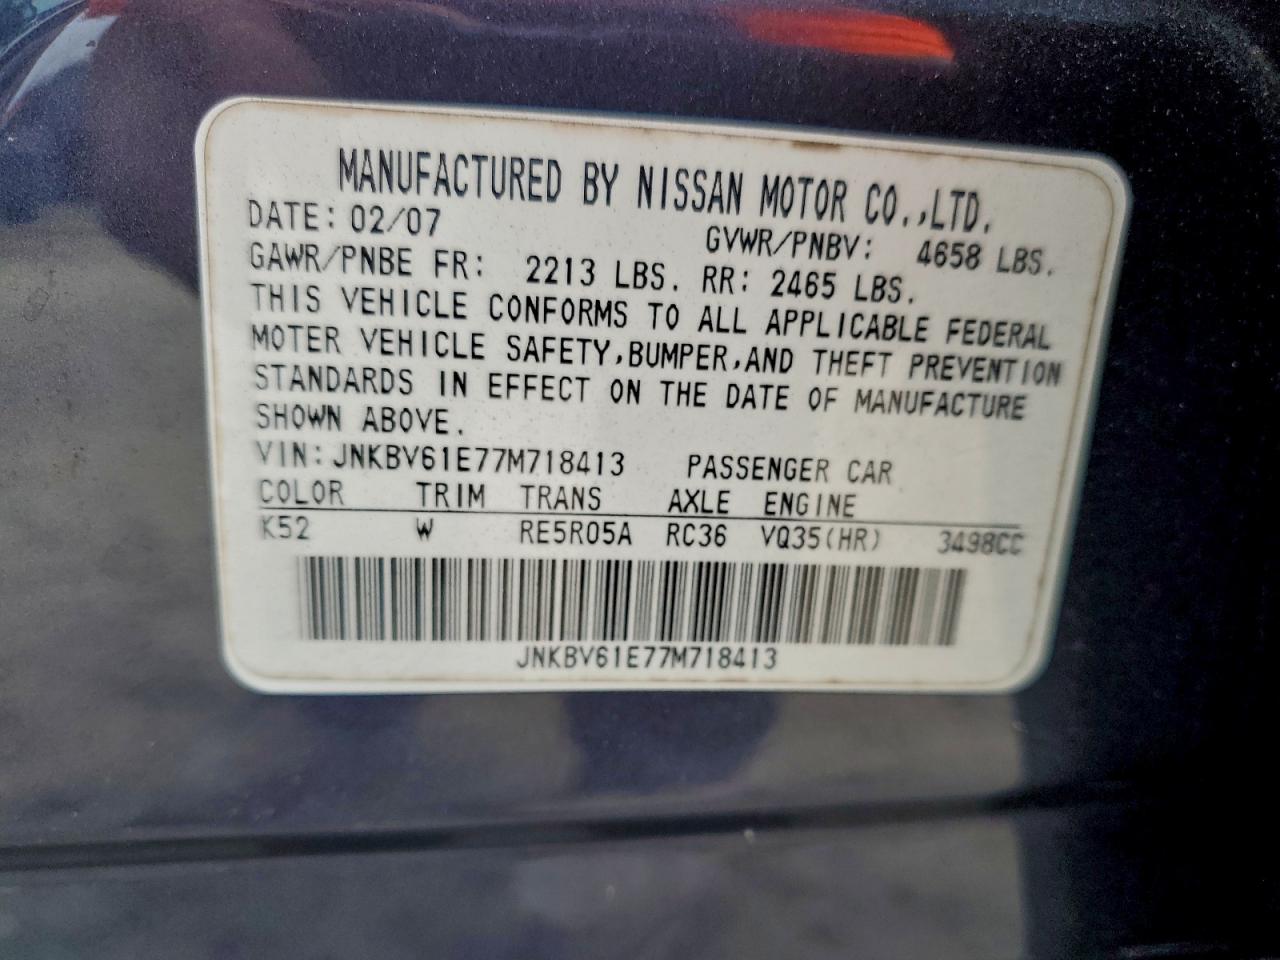 MANUFACTURED BY NISSAN MOTOR CO.,LTD.
DATE: 02/07 GVWR/PNBV: 4658 LBS.
GAWR/PNBE FR: 2213 LBS. RR: 2465 LBS.
THIS VEHICLE CONFORMS TO ALL APPLICABLE FEDERAL
MOTER VEHICLE SAFETY,BUMPER,AND THEFT PREVENTION
STANDARDS IN EFFECT ON THE DATE OF MANUFACTURE
SHOWN ABOVE.
VIN: JNKBV61E77M718413 PASSENGER CAR
COLOR TRIM TRANS AXLE ENGINE
K52 W RE5R05A RC36 VQ35(HR) 3498CC
JNKBV61E77M718413